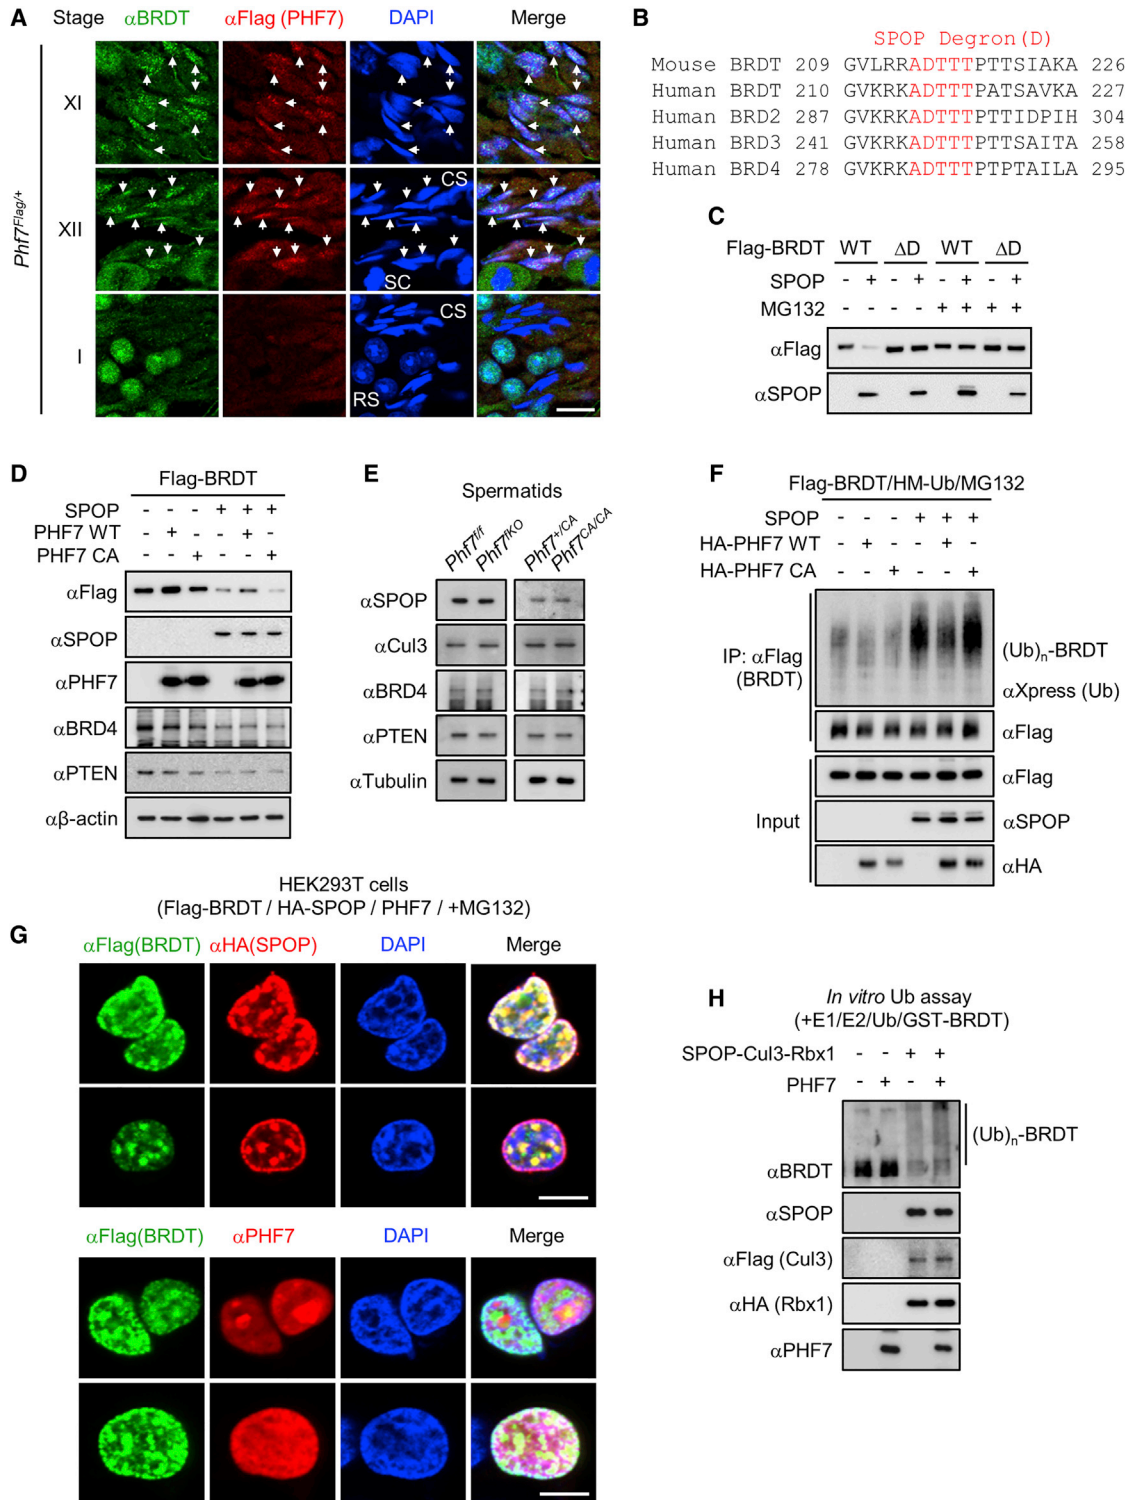 A
Stage αBRDT αFlag (PHF7) DAPI Merge
Phf7Flag/+
XI
XII
CS
SC
I
CS
RS
B
SPOP Degron(D)
Mouse BRDT 209 GVLRRADTTTPTTSIAKA 226
Human BRDT 210 GVKRKADTTTPATSAVKA 227
Human BRD2 287 GVKRKADTTTPTTIDPIH 304
Human BRD3 241 GVKRKADTTTPTTSAITA 258
Human BRD4 278 GVKRKADTTTPTPTAILA 295
C
Flag-BRDT WT ΔD WT ΔD
SPOP - + - + - + - +
MG132 - - - - + + + +
αFlag
αSPOP
D
Flag-BRDT
SPOP - - - + + +
PHF7 WT - + - - + -
PHF7 CA - - + - - +
αFlag
αSPOP
αPHF7
αBRD4
αPTEN
αβ-actin
E
Spermatids
Phf7f/f Phf7fKO Phf7+/CA Phf7CA/CA
αSPOP
αCul3
αBRD4
αPTEN
αTubulin
F
Flag-BRDT/HM-Ub/MG132
SPOP - - - + + +
HA-PHF7 WT - + - - + -
HA-PHF7 CA - - + - - +
IP: αFlag
(BRDT)
(Ub)n-BRDT
αXpress (Ub)
αFlag
Input
αFlag
αSPOP
αHA
G
HEK293T cells
(Flag-BRDT / HA-SPOP / PHF7 / +MG132)
αFlag(BRDT) αHA(SPOP) DAPI Merge
αFlag(BRDT) αPHF7 DAPI Merge
H
In vitro Ub assay
(+E1/E2/Ub/GST-BRDT)
SPOP-Cul3-Rbx1 - - + +
PHF7 - + - +
(Ub)n-BRDT
αBRDT
αSPOP
αFlag (Cul3)
αHA (Rbx1)
αPHF7